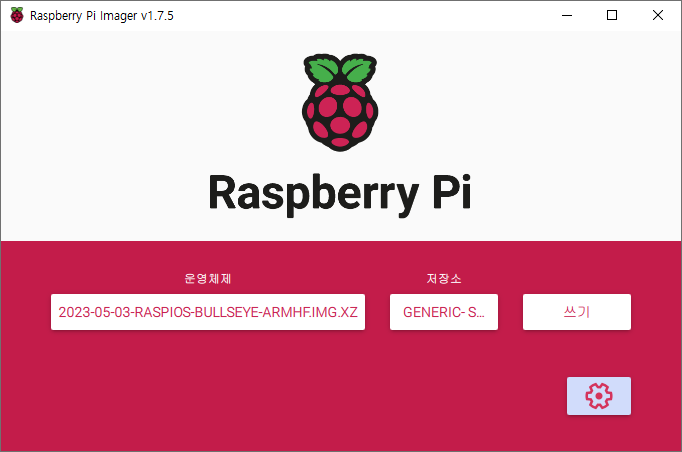 Raspberry Pi Imager v1.7.5
Raspberry Pi
운영체제
저장소
2023-05-03-RASPIOS-BULLSEYE-ARMHF.IMG.XZ
GENERIC- S...
쓰기